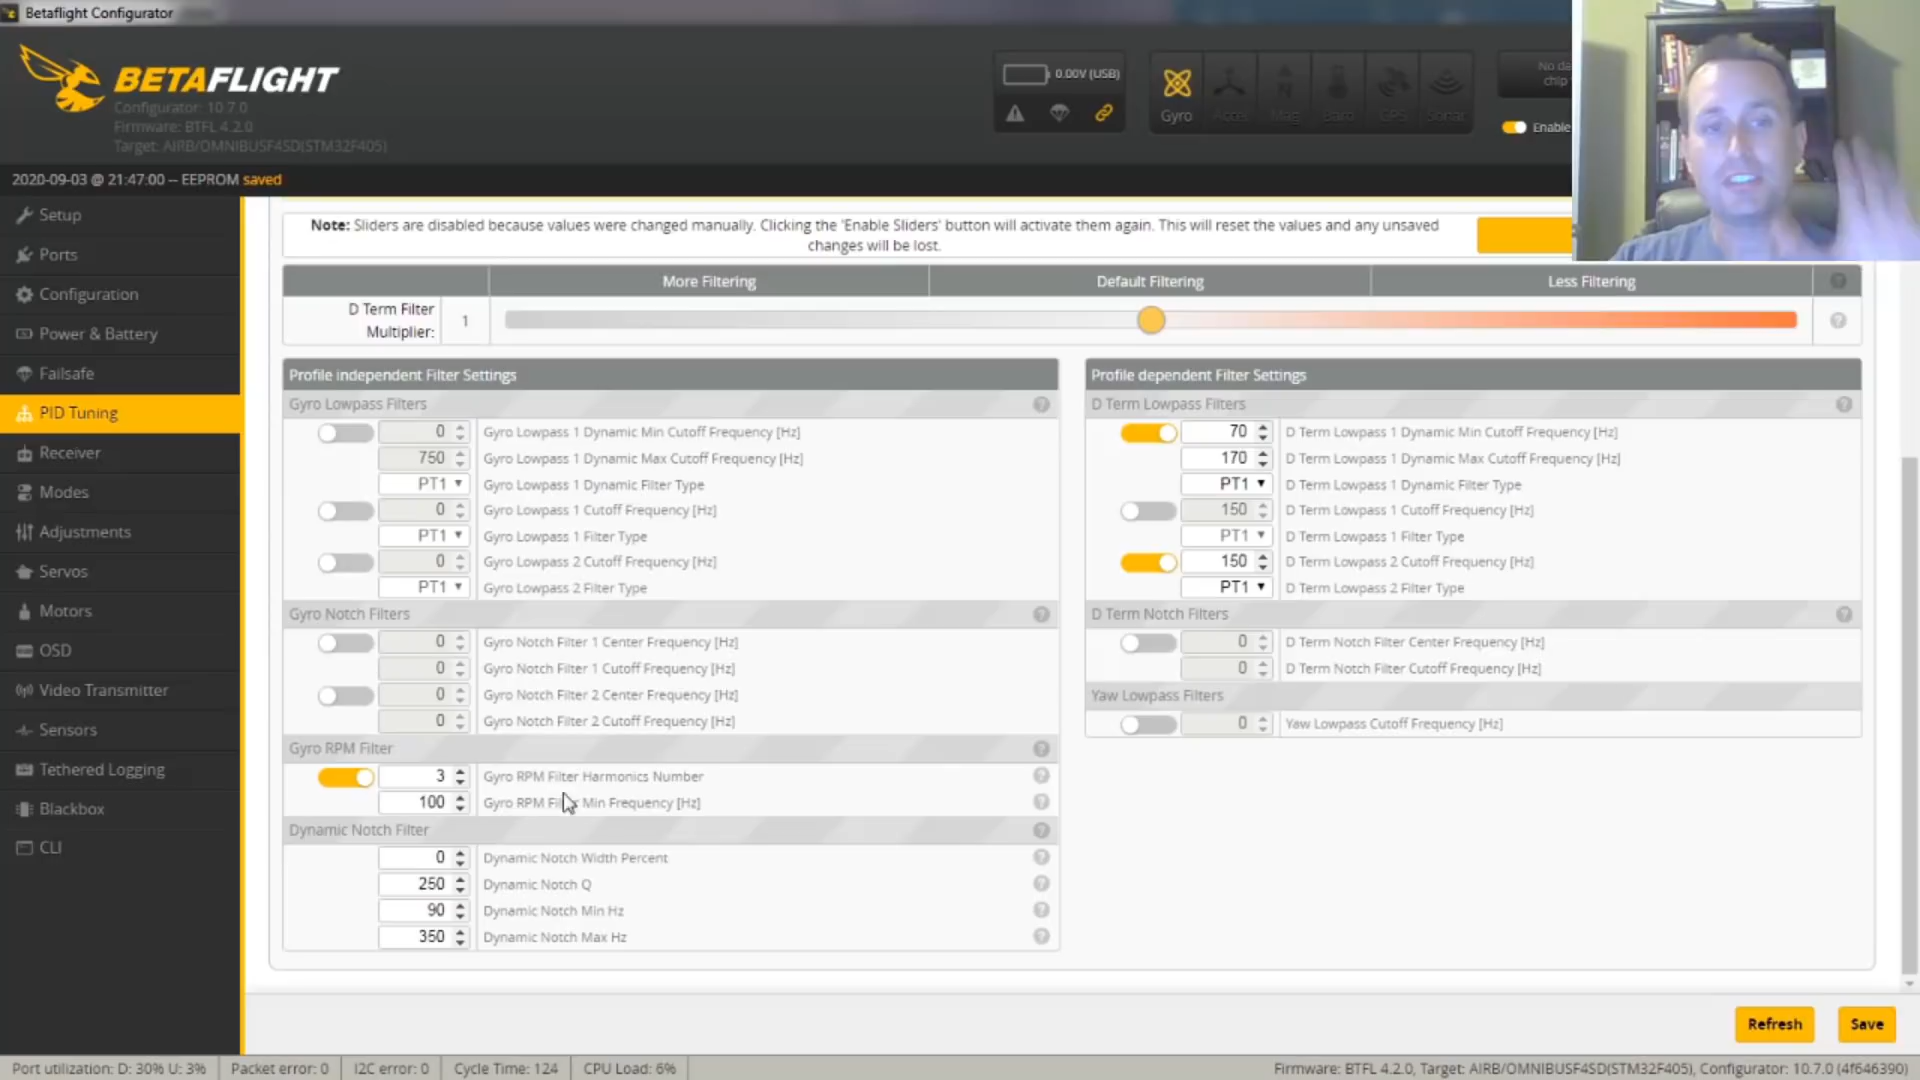 Betaflight Configurator
BETAFLIGHT
Configurator: 10.7.0
Firmware: BTFL 4.2.0
Target: AIRB/OMNIBUSF4SD(STM32F405)
0.00V (USB)
Gyro
Accel
Mag
Baro
GPS
Sonar
chip
Enable
2020-09-03 @ 21:47:00 -- EEPROM saved
Setup
Ports
Configuration
Power & Battery
Failsafe
PID Tuning
Receiver
Modes
Adjustments
Servos
Motors
OSD
Video Transmitter
Sensors
Tethered Logging
Blackbox
CLI
Note: Sliders are disabled because values were changed manually. Clicking the 'Enable Sliders' button will activate them again. This will reset the values and any unsaved
changes will be lost.
More Filtering Default Filtering Less Filtering
D Term Filter
Multiplier: 1
Profile independent Filter Settings
Gyro Lowpass Filters
0 Gyro Lowpass 1 Dynamic Min Cutoff Frequency [Hz]
750 Gyro Lowpass 1 Dynamic Max Cutoff Frequency [Hz]
PT1 Gyro Lowpass 1 Dynamic Filter Type
0 Gyro Lowpass 1 Cutoff Frequency [Hz]
PT1 Gyro Lowpass 1 Filter Type
0 Gyro Lowpass 2 Cutoff Frequency [Hz]
PT1 Gyro Lowpass 2 Filter Type
Gyro Notch Filters
0 Gyro Notch Filter 1 Center Frequency [Hz]
0 Gyro Notch Filter 1 Cutoff Frequency [Hz]
0 Gyro Notch Filter 2 Center Frequency [Hz]
0 Gyro Notch Filter 2 Cutoff Frequency [Hz]
Gyro RPM Filter
3 Gyro RPM Filter Harmonics Number
100 Gyro RPM Filter Min Frequency [Hz]
Dynamic Notch Filter
0 Dynamic Notch Width Percent
250 Dynamic Notch Q
90 Dynamic Notch Min Hz
350 Dynamic Notch Max Hz
Profile dependent Filter Settings
D Term Lowpass Filters
70 D Term Lowpass 1 Dynamic Min Cutoff Frequency [Hz]
170 D Term Lowpass 1 Dynamic Max Cutoff Frequency [Hz]
PT1 D Term Lowpass 1 Dynamic Filter Type
150 D Term Lowpass 1 Cutoff Frequency [Hz]
PT1 D Term Lowpass 1 Filter Type
150 D Term Lowpass 2 Cutoff Frequency [Hz]
PT1 D Term Lowpass 2 Filter Type
D Term Notch Filters
0 D Term Notch Filter Center Frequency [Hz]
0 D Term Notch Filter Cutoff Frequency [Hz]
Yaw Lowpass Filters
0 Yaw Lowpass Cutoff Frequency [Hz]
Refresh Save
Port utilization: D: 30% U: 3% Packet error: 0 I2C error: 0 Cycle Time: 124 CPU Load: 6% Firmware: BTFL 4.2.0, Target: AIRB/OMNIBUSF4SD(STM32F405), Configurator: 10.7.0 (4f646390)